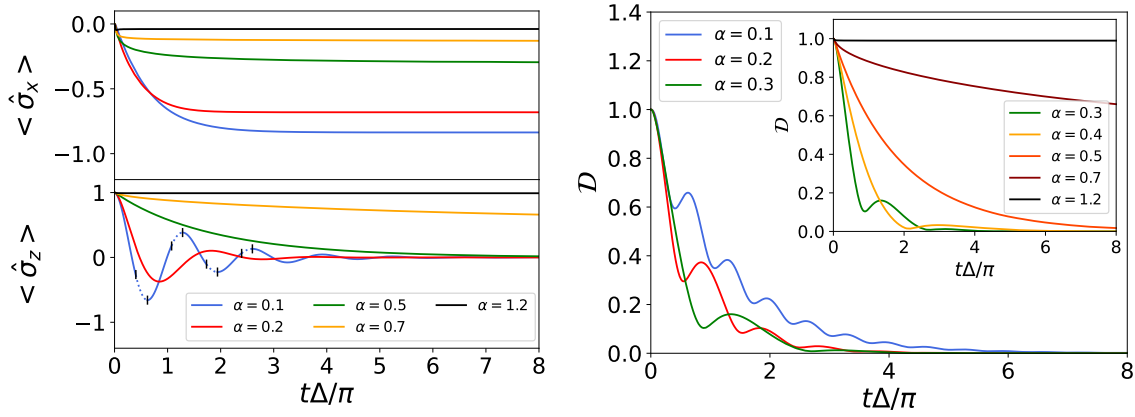 < σ̂x >
0.0
−0.5
−1.0
< σ̂z >
1
0
−1
α = 0.1
α = 0.2
α = 0.5
α = 0.7
α = 1.2
0 1 2 3 4 5 6 7 8
tΔ/π
𝒟
1.4
1.2
1.0
0.8
0.6
0.4
0.2
0.0
α = 0.1
α = 0.2
α = 0.3
0 2 4 6 8
tΔ/π
𝒟
1.0
0.8
0.6
0.4
0.2
0.0
α = 0.3
α = 0.4
α = 0.5
α = 0.7
α = 1.2
0 2 4 6 8
tΔ/π